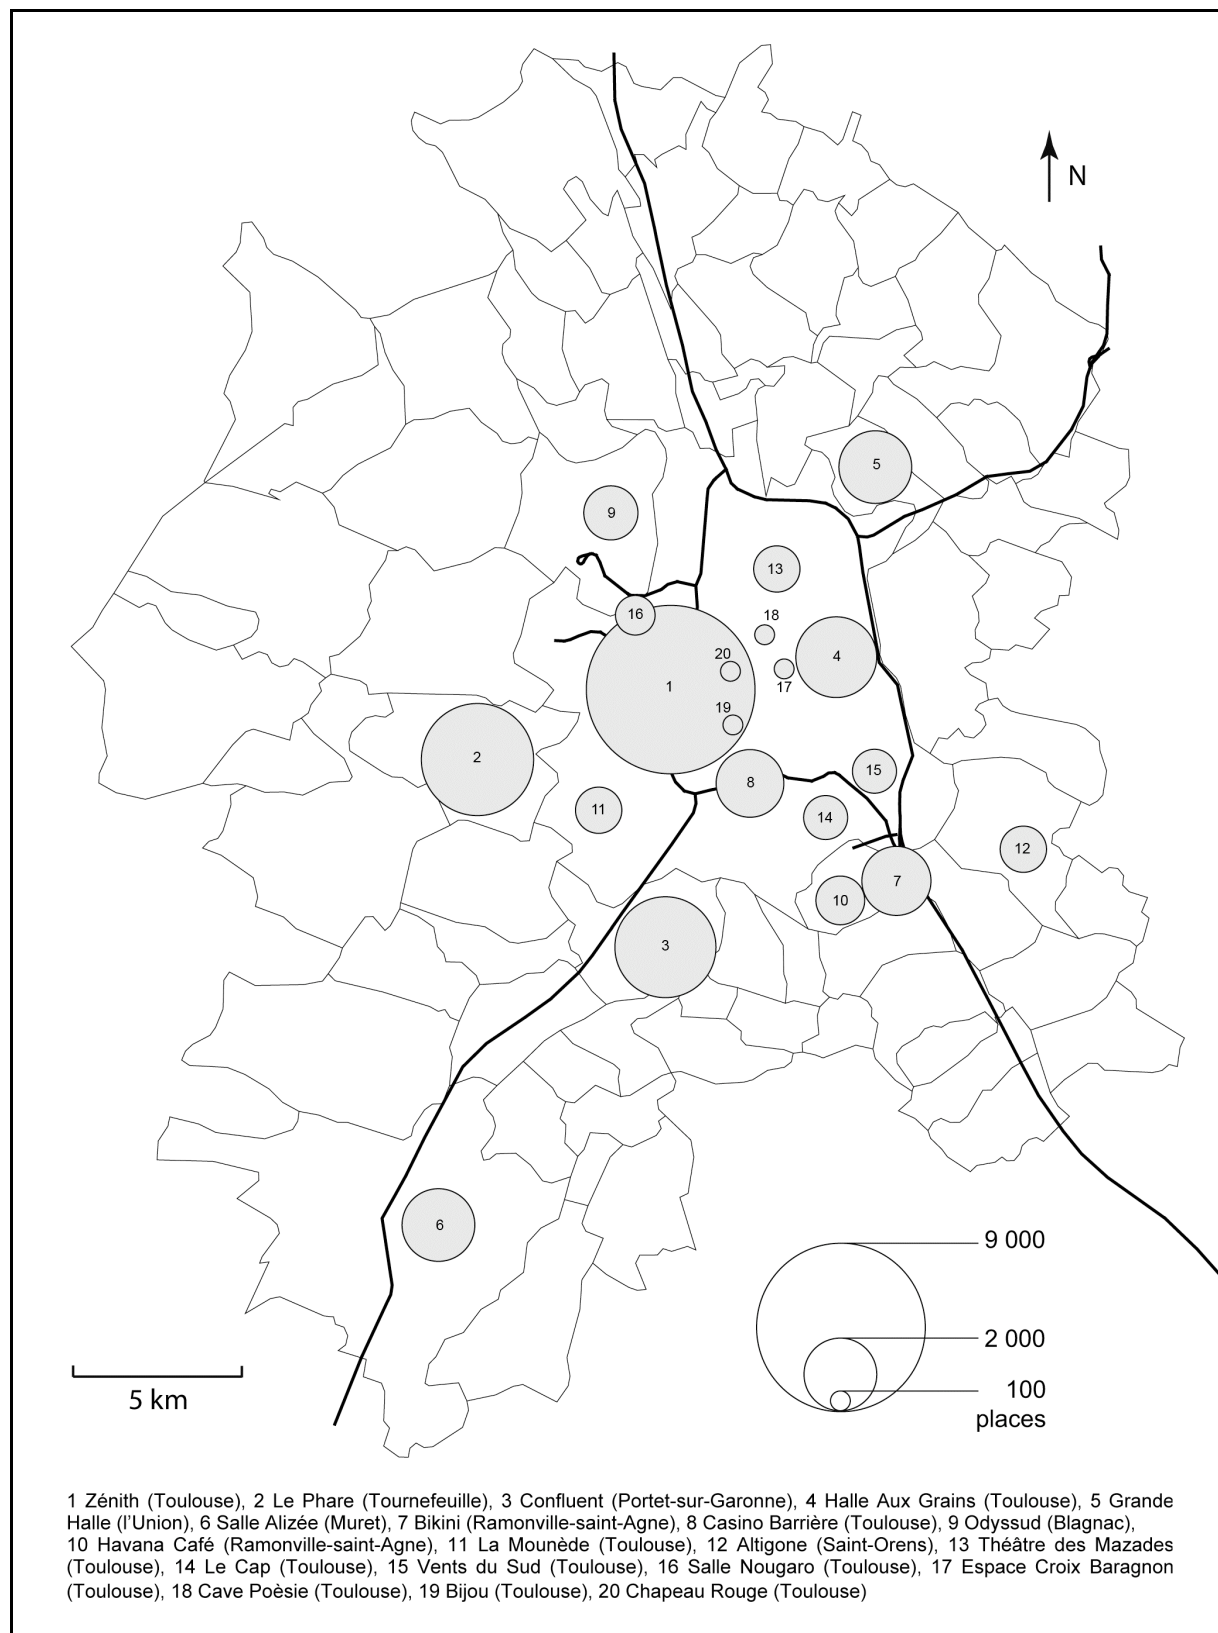 N
5
9
13
16
18
20
4
17
1
19
2
8
15
11
14
12
7
10
3
6
9 000
2 000
100
places
5 km
1 Zénith (Toulouse), 2 Le Phare (Tournefeuille), 3 Confluent (Portet-sur-Garonne), 4 Halle Aux Grains (Toulouse), 5 Grande
Halle (l'Union), 6 Salle Alizée (Muret), 7 Bikini (Ramonville-saint-Agne), 8 Casino Barrière (Toulouse), 9 Odyssud (Blagnac),
10 Havana Café (Ramonville-saint-Agne), 11 La Mounède (Toulouse), 12 Altigone (Saint-Orens), 13 Théâtre des Mazades
(Toulouse), 14 Le Cap (Toulouse), 15 Vents du Sud (Toulouse), 16 Salle Nougaro (Toulouse), 17 Espace Croix Baragnon
(Toulouse), 18 Cave Poèsie (Toulouse), 19 Bijou (Toulouse), 20 Chapeau Rouge (Toulouse)